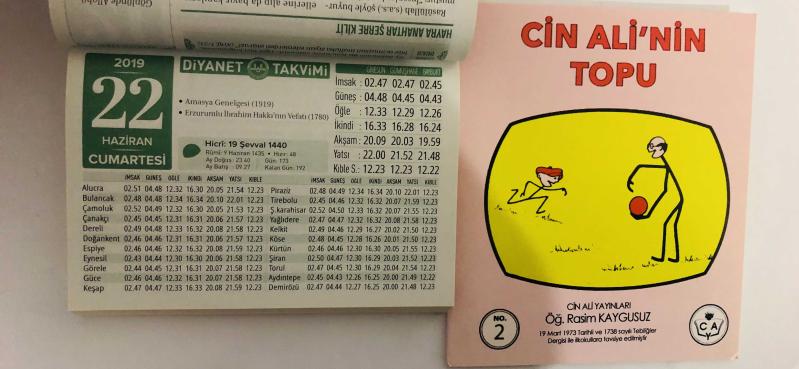 Gönlünde Allah'ı
Rasûlullah (s.a.s.) şöyle buyur-
ellerine alıp da
HAYRA ANAHTAR ŞERRE KİLİT
2019
22
HAZİRAN
CUMARTESİ
DİYANET TAKVİMİ
• Amasya Genelgesi (1919)
• Erzurumlu İbrahim Hakkı'nın Vefatı (1780)
Hicrî: 19 Şevval 1440
Rûmî: 9 Haziran 1435 • Hızır: 48
Ay Doğuş: 23.40 Gün: 173
Ay Batış: 09.27 Kalan Gün: 192
GİRESUN GÜMÜŞHANE BAYBURT
İmsak: 02.47 02.47 02.45
Güneş: 04.48 04.45 04.43
Öğle: 12.33 12.29 12.26
İkindi: 16.33 16.28 16.24
Akşam: 20.09 20.03 19.59
Yatsı: 22.00 21.52 21.48
Kıble S.: 12.23 12.23 12.22
İMSAK GÜNEŞ ÖĞLE İKİNDİ AKŞAM YATSI KIBLE
Alucra 02.51 04.48 12.32 16.30 20.05 21.54 12.23
Bulancak 02.48 04.48 12.34 16.34 20.10 22.01 12.23
Çamoluk 02.52 04.49 12.31 16.30 20.05 21.53 12.23
Çanakçı 02.45 04.45 12.31 16.31 20.07 21.57 12.23
Dereli 02.49 04.48 12.33 16.32 20.08 21.58 12.23
Doğankent 02.46 04.46 12.31 16.31 20.06 21.57 12.23
Espiye 02.46 04.46 12.32 16.32 20.08 21.59 12.23
Eynesil 02.43 04.44 12.30 16.30 20.06 21.58 12.23
Görele 02.44 04.45 12.31 16.31 20.07 21.58 12.23
Güce 02.46 04.46 12.32 16.31 20.07 21.58 12.23
Keşap 02.47 04.47 12.33 16.33 20.08 21.59 12.23
İMSAK GÜNEŞ ÖĞLE İKİNDİ AKŞAM YATSI KIBLE
Piraziz 02.48 04.49 12.34 16.34 20.10 22.01 12.23
Tirebolu 02.45 04.46 12.32 16.32 20.07 21.59 12.23
Ş.karahisar 02.52 04.50 12.33 16.32 20.07 21.55 12.23
Yağlıdere 02.47 04.47 12.32 16.32 20.08 21.58 12.23
Kelkit 02.49 04.46 12.29 16.27 20.02 21.50 12.23
Köse 02.48 04.45 12.28 16.26 20.01 21.50 12.23
Kürtün 02.46 04.46 12.30 16.30 20.05 21.55 12.23
Şiran 02.50 04.47 12.30 16.29 20.03 21.52 12.23
Torul 02.47 04.45 12.30 16.29 20.04 21.54 12.23
Aydıntepe 02.45 04.43 12.26 16.25 20.00 21.49 12.22
Demirözü 02.47 04.44 12.27 16.25 20.00 21.48 12.23
CİN ALİ'NİN
TOPU
CİN ALİ YAYINLARI
Öğ. Rasim KAYGUSUZ
19 Mart 1973 Tarihli ve 1738 sayılı Tebliğler
Dergisi ile ilkokullara tavsiye edilmiştir
NO.
2
C A
Y